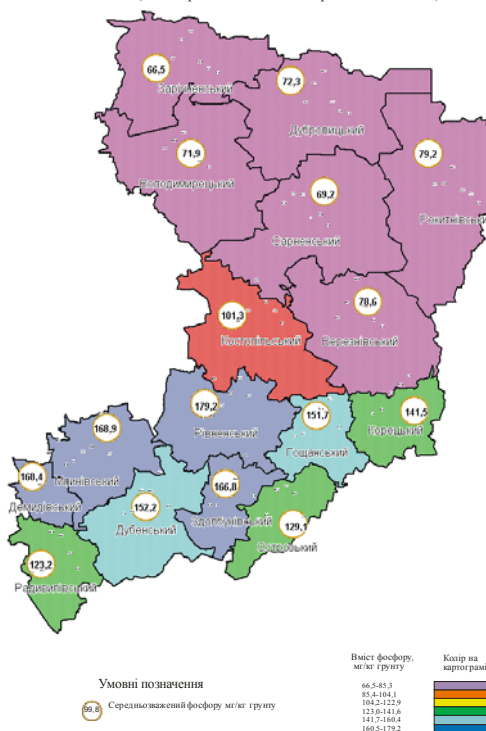 66,5
Зарічненський
72,3
Дубровицький
71,9
Володимирецький
79,2
Рокитнівськ
69,2
Сарненський
78,6
Березнівський
101,3
Костопільський
179,2
Рівненський
151,7
Гощанський
141,5
Корецький
168,9
Млинівський
168,4
Демидівський
152,2
Дубенський
166,8
Здолбунівський
129,1
Острозький
123,2
Радивилівський
Умовні позначення
99,8 Середньозважений фосфору мг/кг грунту
Вміст фосфору, мг/кг грунту
Колір на картограмі
66,5-85,3
85,4-104,1
104,2-122,9
123,0-141,6
141,7-160,4
160,5-179,2